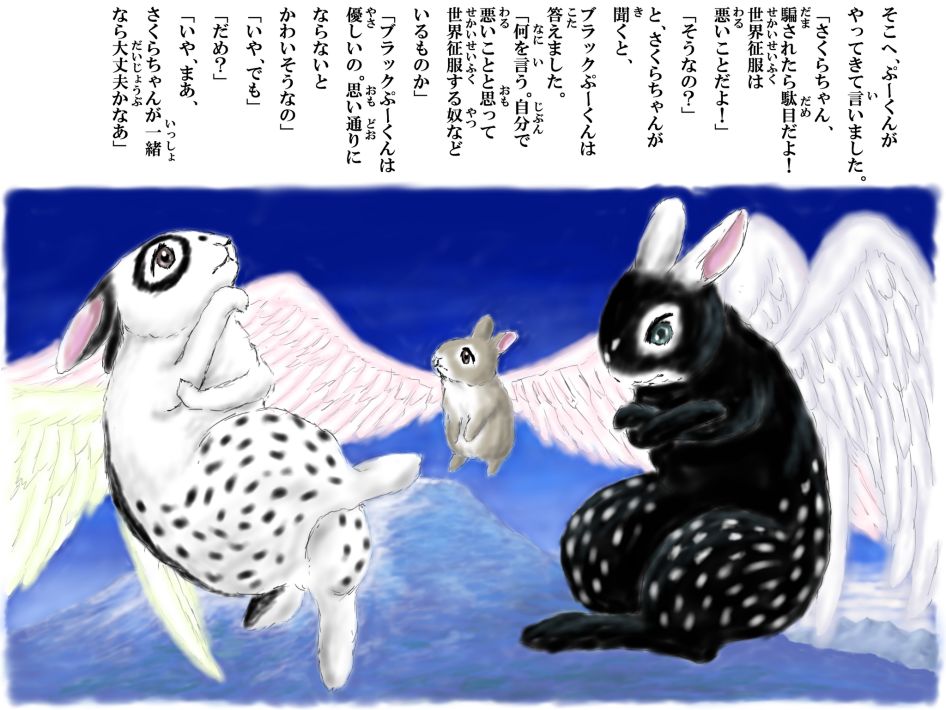 そこへ、ぷーくんが
やってきて言いました。
「さくらちゃん、
騙されたら駄目だよ！
世界征服は
悪いことだよ！」
「そうなの？」
と、さくらちゃんが
聞くと、
ブラックぷーくんは
答えました。
「何を言う。自分で
悪いことと思って
世界征服する奴など
いるものか」
「ブラックぷーくんは
優しいの。思い通りに
ならないと
かわいそうなの」
「いや、でも」
「だめ？」
「いや、まあ、
さくらちゃんが一緒
なら大丈夫かなあ」